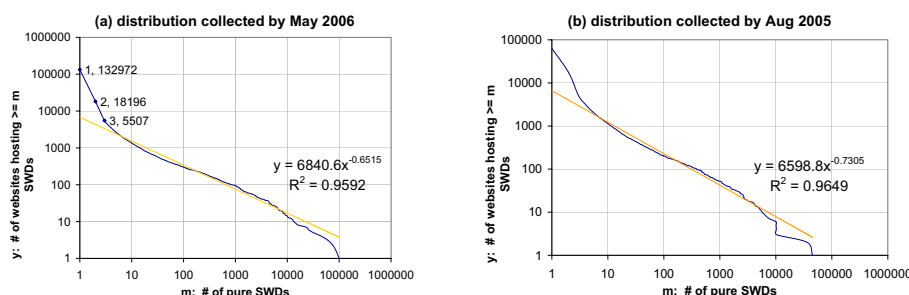 (a) distribution collected by May 2006
y: # of websites hosting >= m
SWDs
1000000
100000
10000
1000
100
10
1
1, 132972
2, 18196
3, 5507
y = 6840.6x^-0.6515
R² = 0.9592
1 10 100 1000 10000 100000 1000000
m: # of pure SWDs
(b) distribution collected by Aug 2005
y: # of websites hosting >= m
SWDs
100000
10000
1000
100
10
1
y = 6598.8x^-0.7305
R² = 0.9649
1 10 100 1000 10000 100000 1000000
m: # of pure SWDs